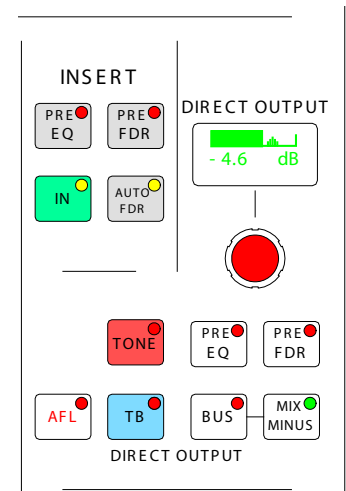 INSERT
PRE
EQ
PRE
FDR
IN
AUTO
FDR
DIRECT OUTPUT
- 4.6 dB
TONE
PRE
EQ
PRE
FDR
AFL
TB
BUS
MIX
MINUS
DIRECT OUTPUT